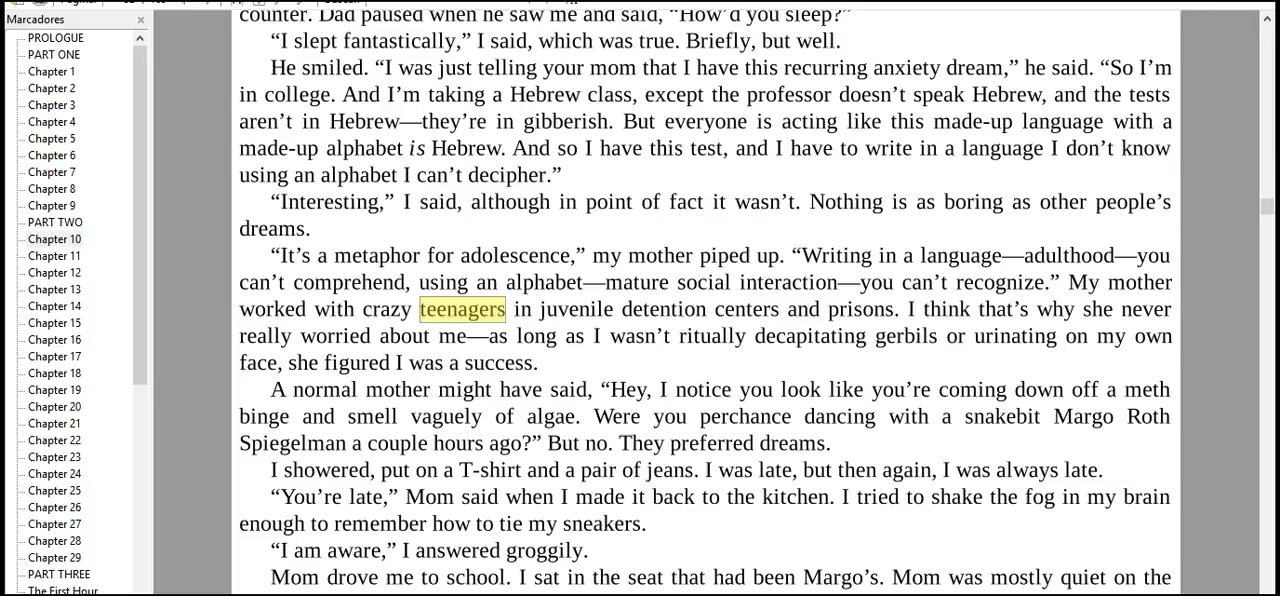 Marcadores
PROLOGUE
PART ONE
Chapter 1
Chapter 2
Chapter 3
Chapter 4
Chapter 5
Chapter 6
Chapter 7
Chapter 8
Chapter 9
PART TWO
Chapter 10
Chapter 11
Chapter 12
Chapter 13
Chapter 14
Chapter 15
Chapter 16
Chapter 17
Chapter 18
Chapter 19
Chapter 20
Chapter 21
Chapter 22
Chapter 23
Chapter 24
Chapter 25
Chapter 26
Chapter 27
Chapter 28
Chapter 29
PART THREE
The First Hour
counter. Dad paused when he saw me and said, “How’d you sleep?”
“I slept fantastically,” I said, which was true. Briefly, but well.
He smiled. “I was just telling your mom that I have this recurring anxiety dream,” he said. “So I’m
in college. And I’m taking a Hebrew class, except the professor doesn’t speak Hebrew, and the tests
aren’t in Hebrew—they’re in gibberish. But everyone is acting like this made-up language with a
made-up alphabet is Hebrew. And so I have this test, and I have to write in a language I don’t know
using an alphabet I can’t decipher.”
“Interesting,” I said, although in point of fact it wasn’t. Nothing is as boring as other people’s
dreams.
“It’s a metaphor for adolescence,” my mother piped up. “Writing in a language—adulthood—you
can’t comprehend, using an alphabet—mature social interaction—you can’t recognize.” My mother
worked with crazy teenagers in juvenile detention centers and prisons. I think that’s why she never
really worried about me—as long as I wasn’t ritually decapitating gerbils or urinating on my own
face, she figured I was a success.
A normal mother might have said, “Hey, I notice you look like you’re coming down off a meth
binge and smell vaguely of algae. Were you perchance dancing with a snakebit Margo Roth
Spiegelman a couple hours ago?” But no. They preferred dreams.
I showered, put on a T-shirt and a pair of jeans. I was late, but then again, I was always late.
“You’re late,” Mom said when I made it back to the kitchen. I tried to shake the fog in my brain
enough to remember how to tie my sneakers.
“I am aware,” I answered groggily.
Mom drove me to school. I sat in the seat that had been Margo’s. Mom was mostly quiet on the